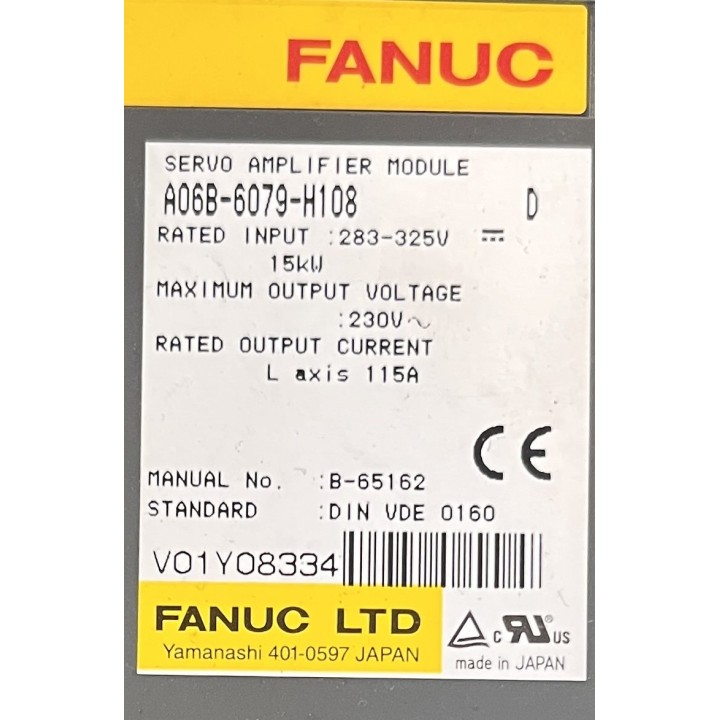 FANUC
SERVO AMPLIFIER MODULE
A06B-6079-H108 D
RATED INPUT :283-325V ⎓
15kW
MAXIMUM OUTPUT VOLTAGE
:230V∿
RATED OUTPUT CURRENT
L axis 115A
CE
MANUAL No. :B-65162
STANDARD :DIN VDE 0160
V01Y08334
FANUC LTD
Yamanashi 401-0597 JAPAN
c RU® US
made in JAPAN